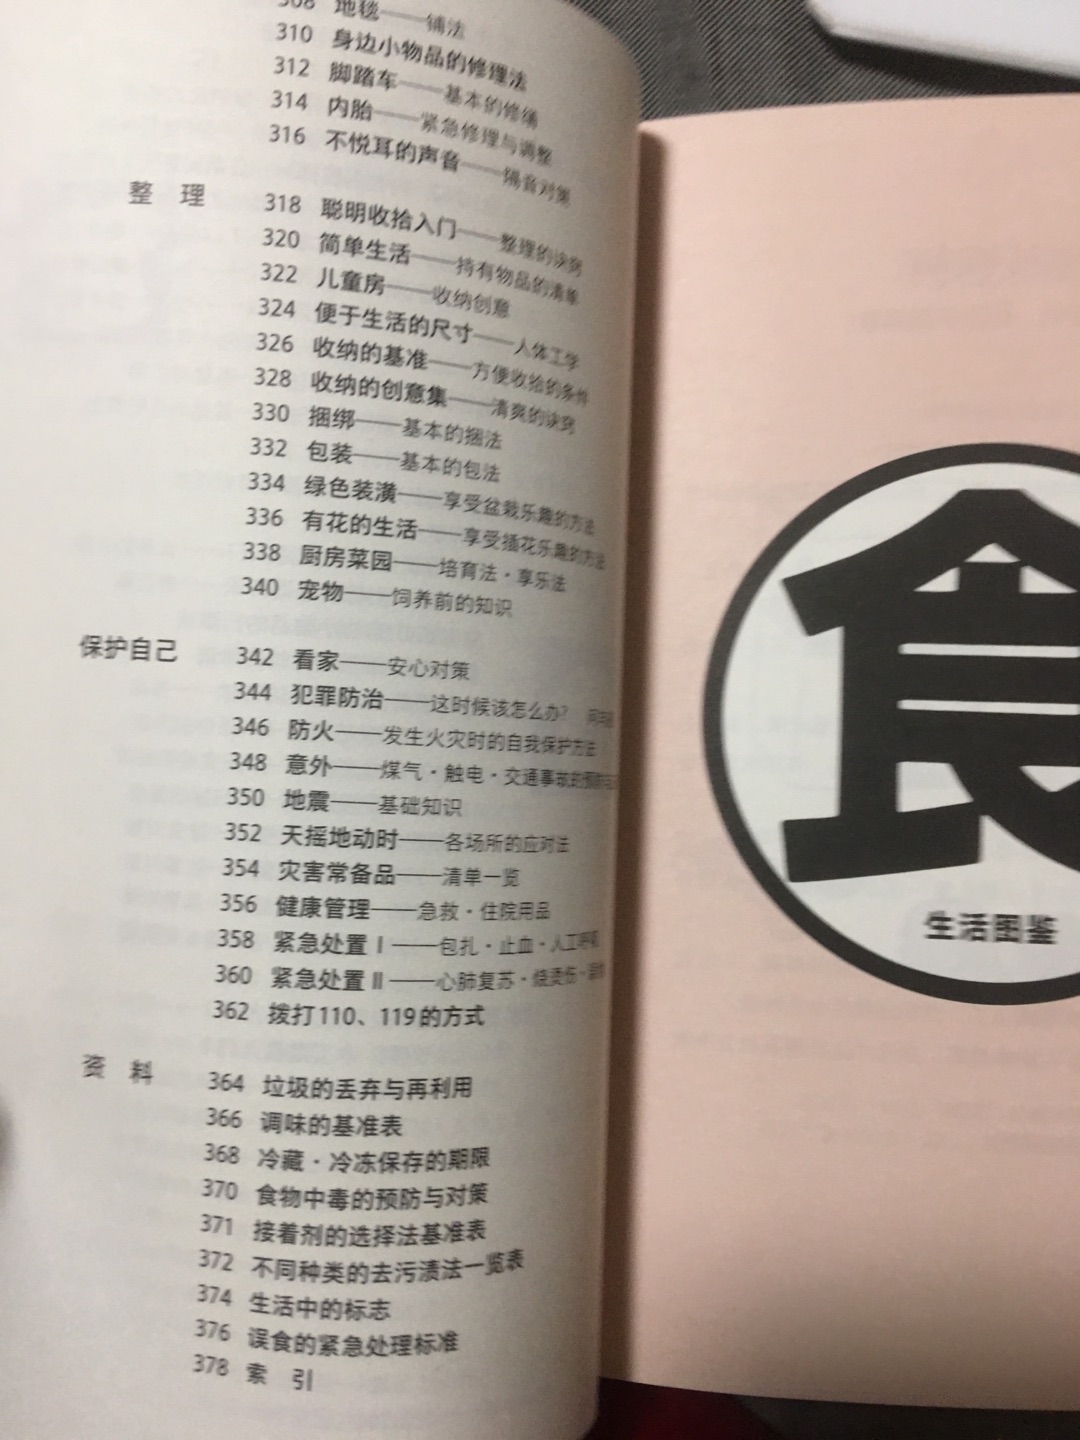 308 地毯——铺法
310 身边小物品的修理法
312 脚踏车——基本的修缮
314 内胎——紧急修理与调整
316 不悦耳的声音——隔音对策
整 理
318 聪明收拾入门——整理的诀窍
320 简单生活——持有物品的清单
322 儿童房——收纳创意
324 便于生活的尺寸——人体工学
326 收纳的基准——方便收拾的条件
328 收纳的创意集——清爽的诀窍
330 捆绑——基本的捆法
332 包装——基本的包法
334 绿色装潢——享受盆栽乐趣的方法
336 有花的生活——享受插花乐趣的方法
338 厨房菜园——培育法·享乐法
340 宠物——饲养前的知识
保护自己
342 看家——安心对策
344 犯罪防治——这时候该怎么办？
346 防火——发生火灾时的自我保护方法
348 意外——煤气·触电·交通事故的预防
350 地震——基础知识
352 天摇地动时——各场所的应对法
354 灾害常备品——清单一览
356 健康管理——急救·住院用品
358 紧急处置Ⅰ——包扎·止血·人工呼吸
360 紧急处置Ⅱ——心肺复苏·烧烫伤·
362 拨打110、119的方式
资 料
364 垃圾的丢弃与再利用
366 调味的基准表
368 冷藏·冷冻保存的期限
370 食物中毒的预防与对策
371 接着剂的选择法基准表
372 不同种类的去污渍法一览表
374 生活中的标志
376 误食的紧急处理标准
378 索 引
食
生活图鉴